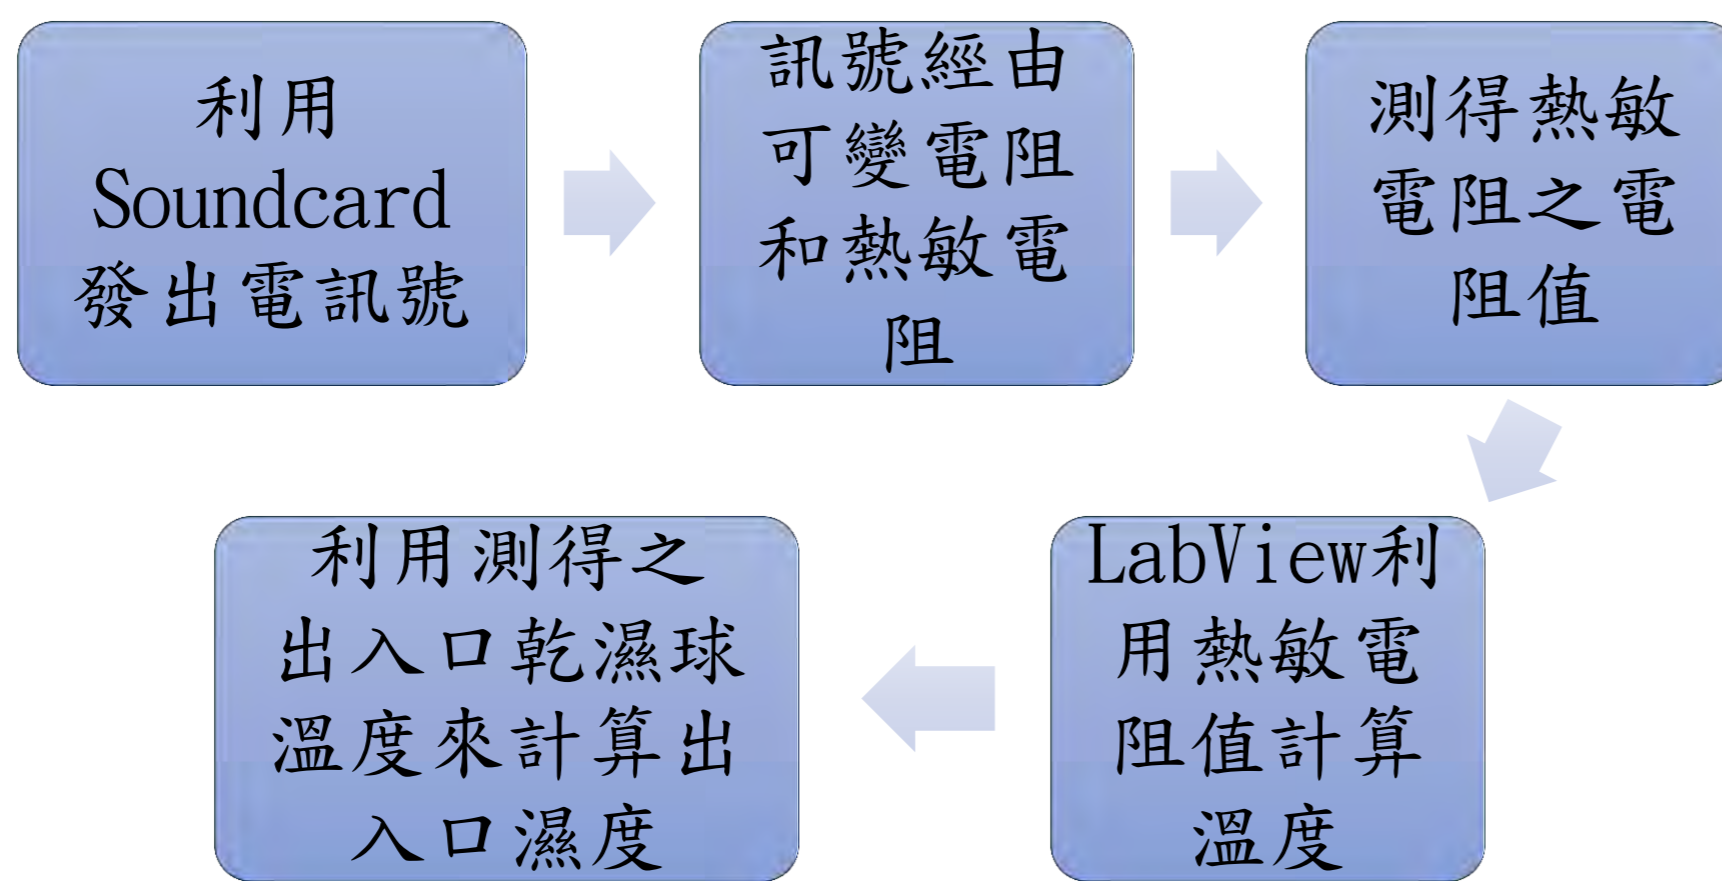 利用
Soundcard
發出電訊號
訊號經由
可變電阻
和熱敏電
阻
測得熱敏
電阻之電
阻值
LabView利
用熱敏電
阻值計算
溫度
利用測得之
出入口乾濕球
溫度來計算出
入口濕度